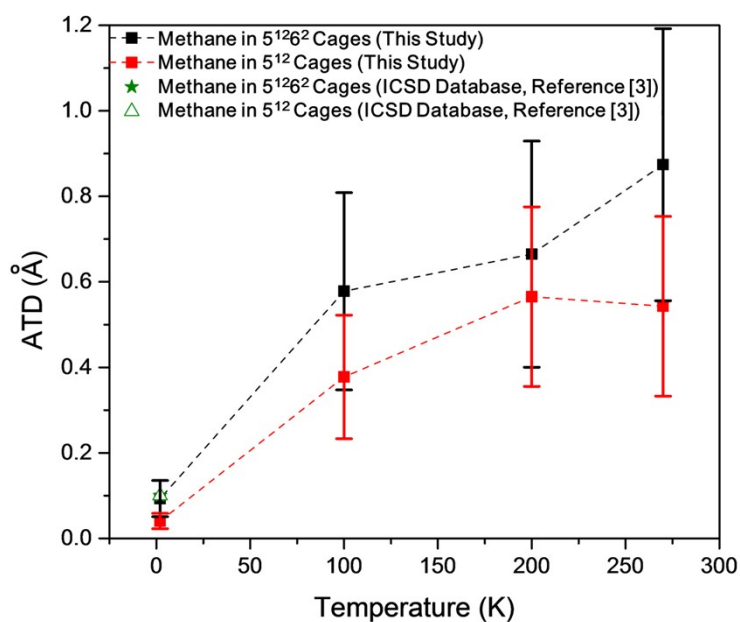 Methane in 5¹²6² Cages (This Study)
Methane in 5¹² Cages (This Study)
Methane in 5¹²6² Cages (ICSD Database, Reference [3])
Methane in 5¹² Cages (ICSD Database, Reference [3])
1.2
1.0
0.8
0.6
0.4
0.2
0.0
ATD (Å)
0 50 100 150 200 250 300
Temperature (K)